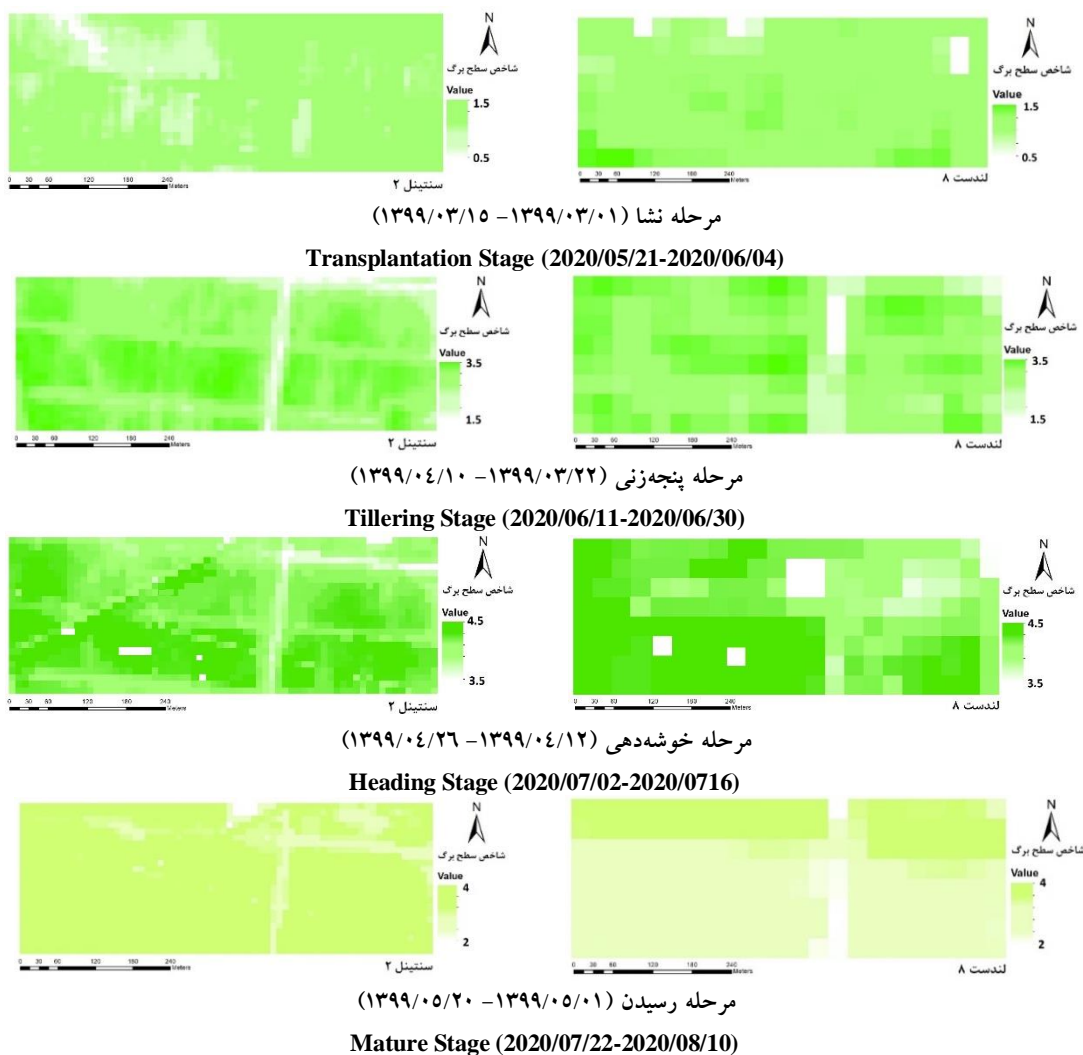 N
شاخص سطح برگ
Value
1.5
0.5
0 30 60 120 180 240
Meters
سنتینل ۲
N
شاخص سطح برگ
Value
1.5
0.5
0 30 60 120 180 240
Meters
لندست ۸
مرحله نشا (۱۳۹۹/۰۳/۰۱- ۱۳۹۹/۰۳/۱۵)
Transplantation Stage (2020/05/21-2020/06/04)
N
شاخص سطح برگ
Value
3.5
1.5
0 30 60 120 180 240
Meters
سنتینل ۲
N
شاخص سطح برگ
Value
3.5
1.5
0 30 60 120 180 240
Meters
لندست ۸
مرحله پنجه‌زنی (۱۳۹۹/۰۳/۲۲- ۱۳۹۹/۰٤/۱۰)
Tillering Stage (2020/06/11-2020/06/30)
N
شاخص سطح برگ
Value
4.5
3.5
0 30 60 120 180 240
Meters
سنتینل ۲
N
شاخص سطح برگ
Value
4.5
3.5
0 30 60 120 180 240
Meters
لندست ۸
مرحله خوشه‌دهی (۱۳۹۹/۰٤/۱۲- ۱۳۹۹/۰٤/۲٦)
Heading Stage (2020/07/02-2020/0716)
N
شاخص سطح برگ
Value
4
2
0 30 60 120 180 240
Meters
سنتینل ۲
N
شاخص سطح برگ
Value
4
2
0 30 60 120 180 240
Meters
لندست ۸
مرحله رسیدن (۱۳۹۹/۰٥/۰۱- ۱۳۹۹/۰٥/۲۰)
Mature Stage (2020/07/22-2020/08/10)